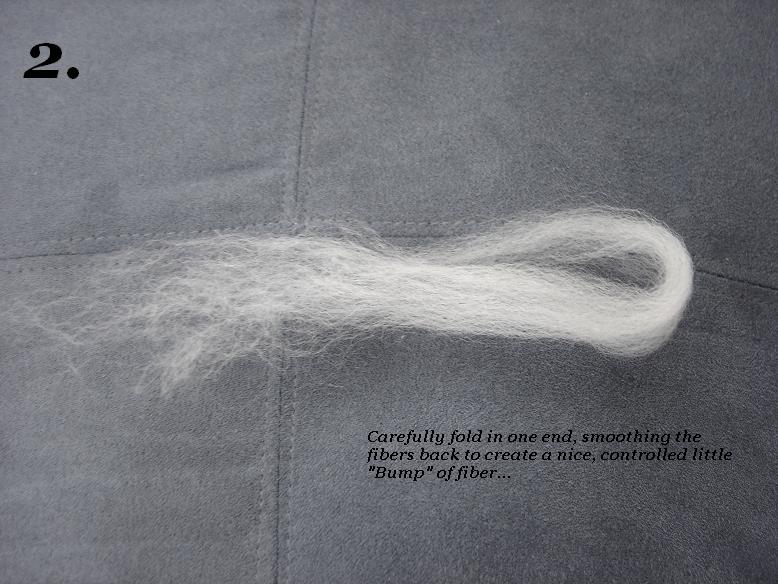 2.
Carefully fold in one end, smoothing the
fibers back to create a nice, controlled little
"Bump" of fiber...